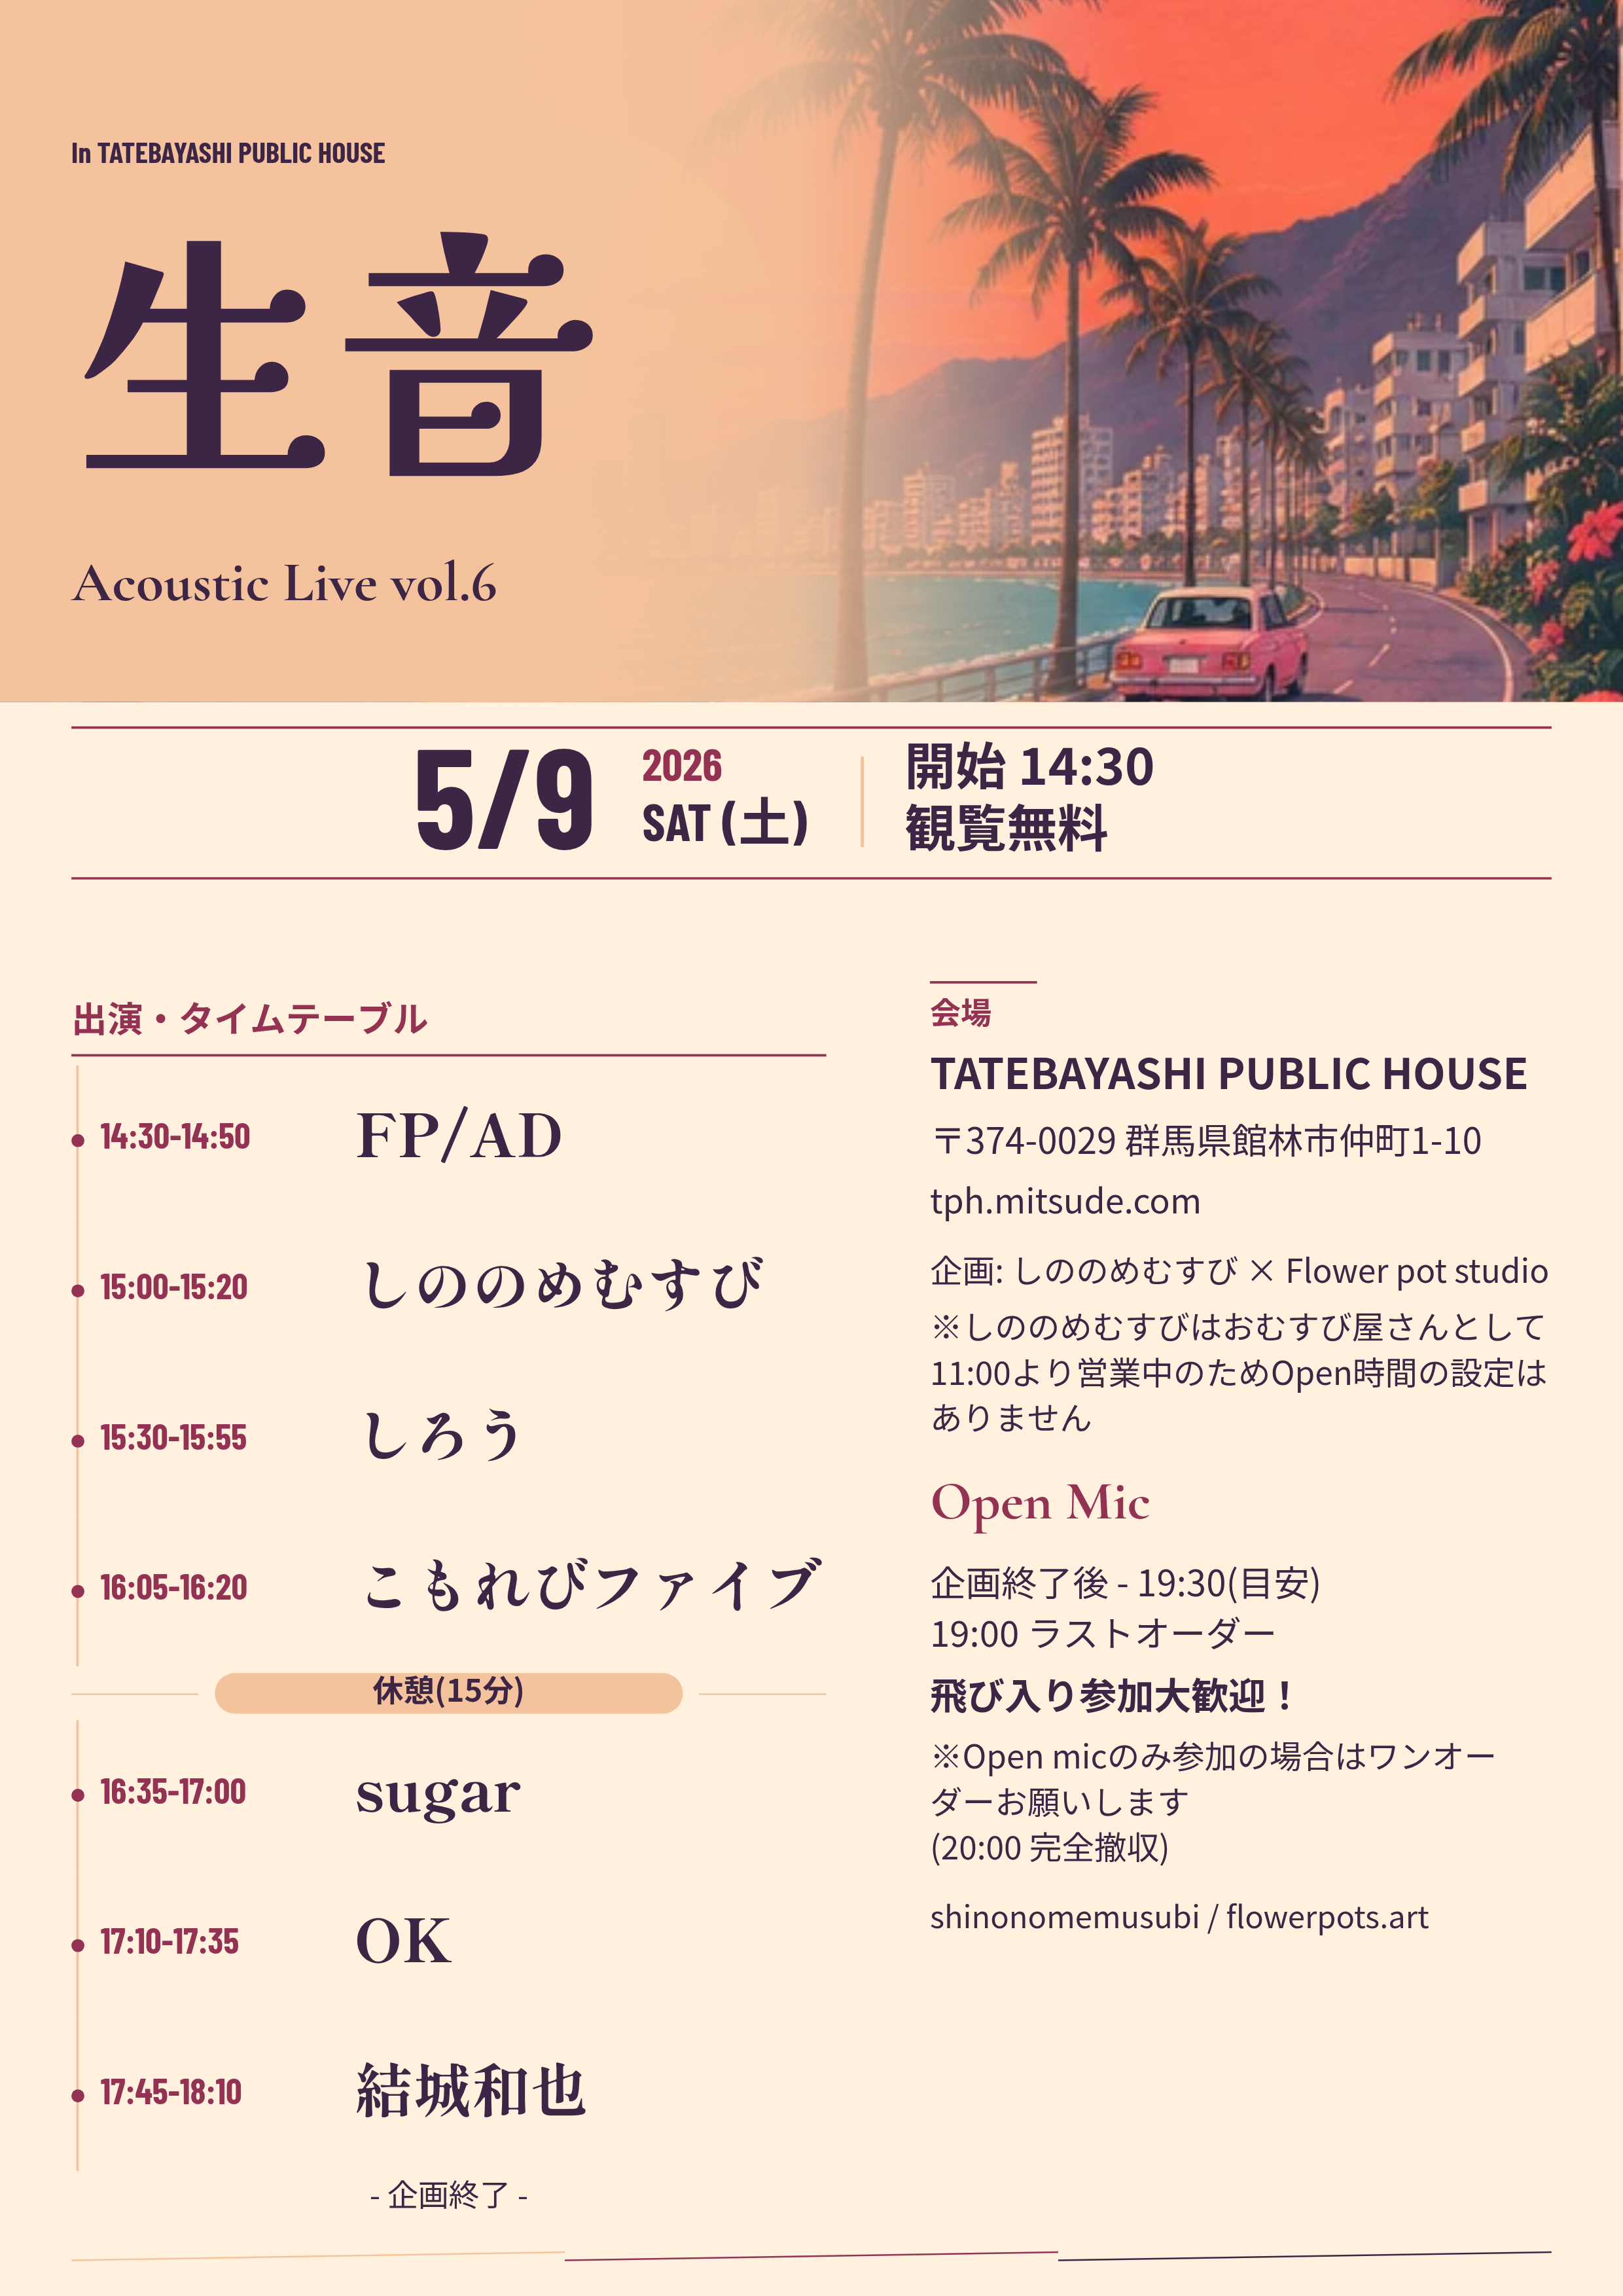 In TATEBAYASHI PUBLIC HOUSE
生音
Acoustic Live vol.6
5/9
2026
SAT (土)
開始 14:30
観覧無料
出演・タイムテーブル
14:30-14:50 FP/AD
15:00-15:20 しののめむすび
15:30-15:55 しろう
16:05-16:20 こもれびファイブ
休憩(15分)
16:35-17:00 sugar
17:10-17:35 OK
17:45-18:10 結城和也
- 企画終了 -
会場
TATEBAYASHI PUBLIC HOUSE
〒374-0029 群馬県館林市仲町1-10
tph.mitsude.com
企画: しののめむすび × Flower pot studio
※しののめむすびはおむすび屋さんとして
11:00より営業中のためOpen時間の設定は
ありません
Open Mic
企画終了後 - 19:30(目安)
19:00 ラストオーダー
飛び入り参加大歓迎！
※Open micのみ参加の場合はワンオー
ダーお願いします
(20:00 完全撤収)
shinonomemusubi / flowerpots.art